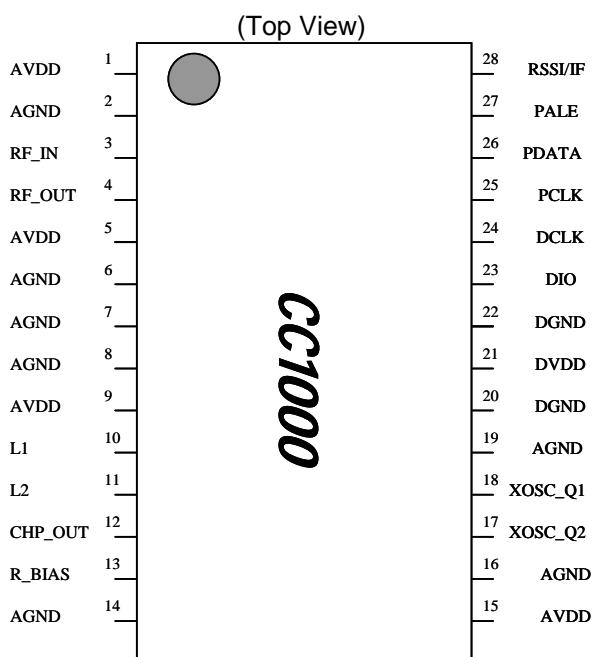 (Top View)
AVDD 1 28 RSSI/IF
AGND 2 27 PALE
RF_IN 3 26 PDATA
RF_OUT 4 25 PCLK
AVDD 5 24 DCLK
AGND 6 23 DIO
AGND 7 22 DGND
AGND 8 21 DVDD
AVDD 9 20 DGND
L1 10 19 AGND
L2 11 18 XOSC_Q1
CHP_OUT 12 17 XOSC_Q2
R_BIAS 13 16 AGND
AGND 14 15 AVDD
CC1000